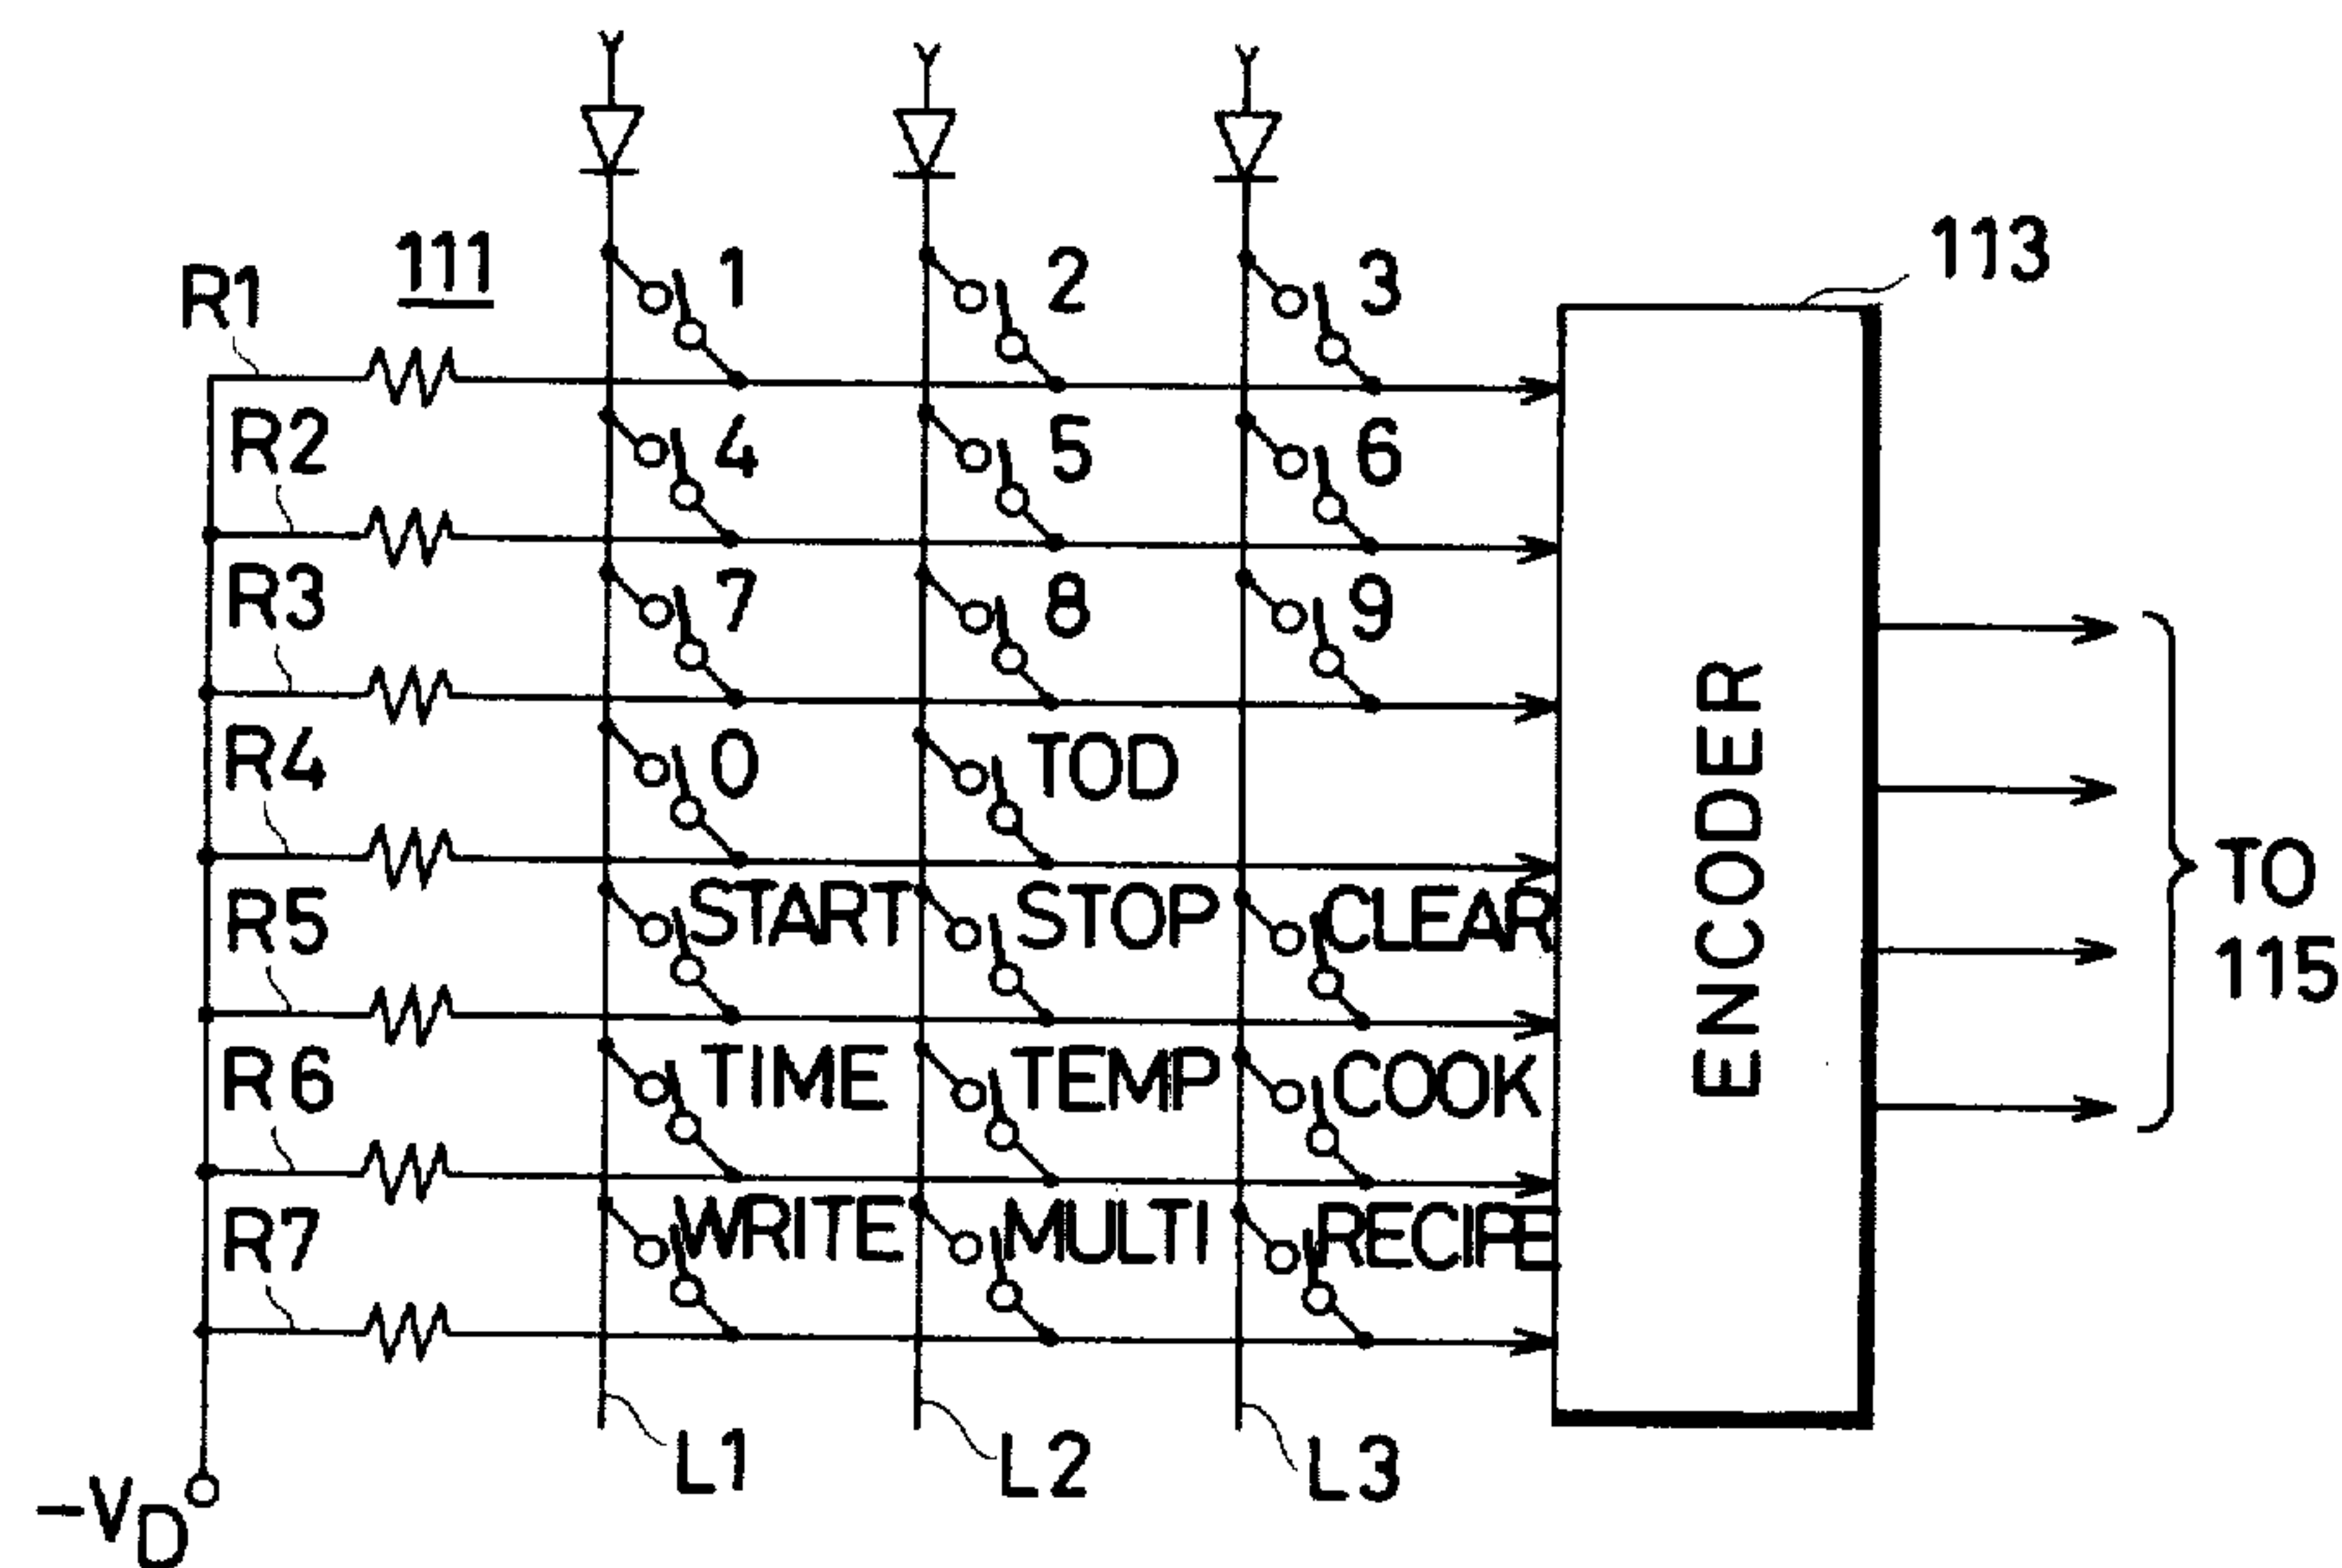 111
113
R1
1
2
3
R2
4
5
6
R3
7
8
9
R4
0
TOD
R5
START
STOP
CLEAR
R6
TIME
TEMP
COOK
R7
WRITE
MULTI
RECIPE
ENCODER
TO
115
L1
L2
L3
-VD